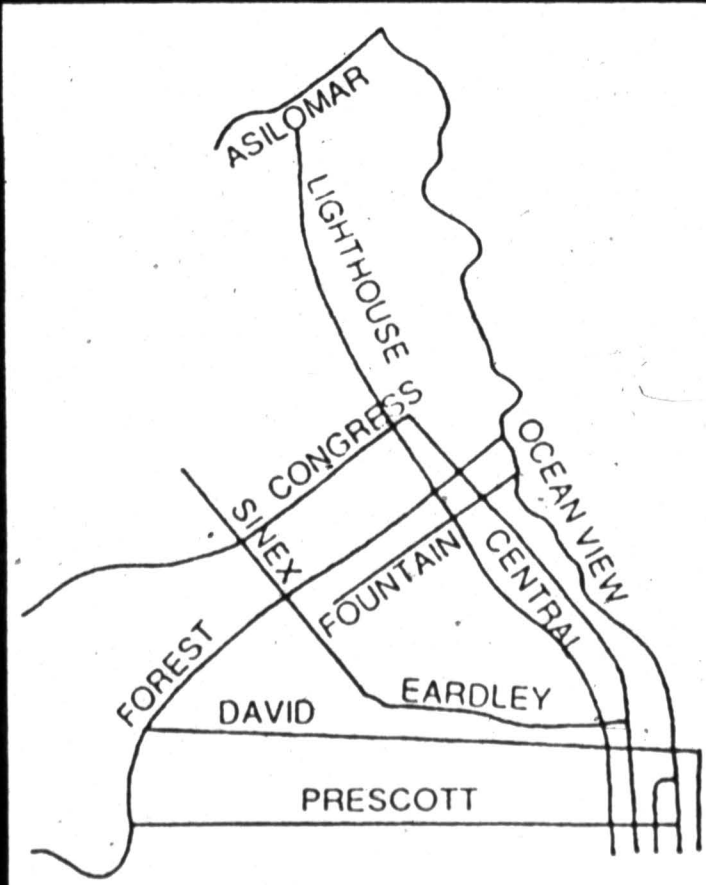 ASILOMAR
LIGHTHOUSE
CONGRESS
SINEX
OCEAN VIEW
FOUNTAIN
CENTRAL
FOREST
EARDLEY
DAVID
PRESCOTT